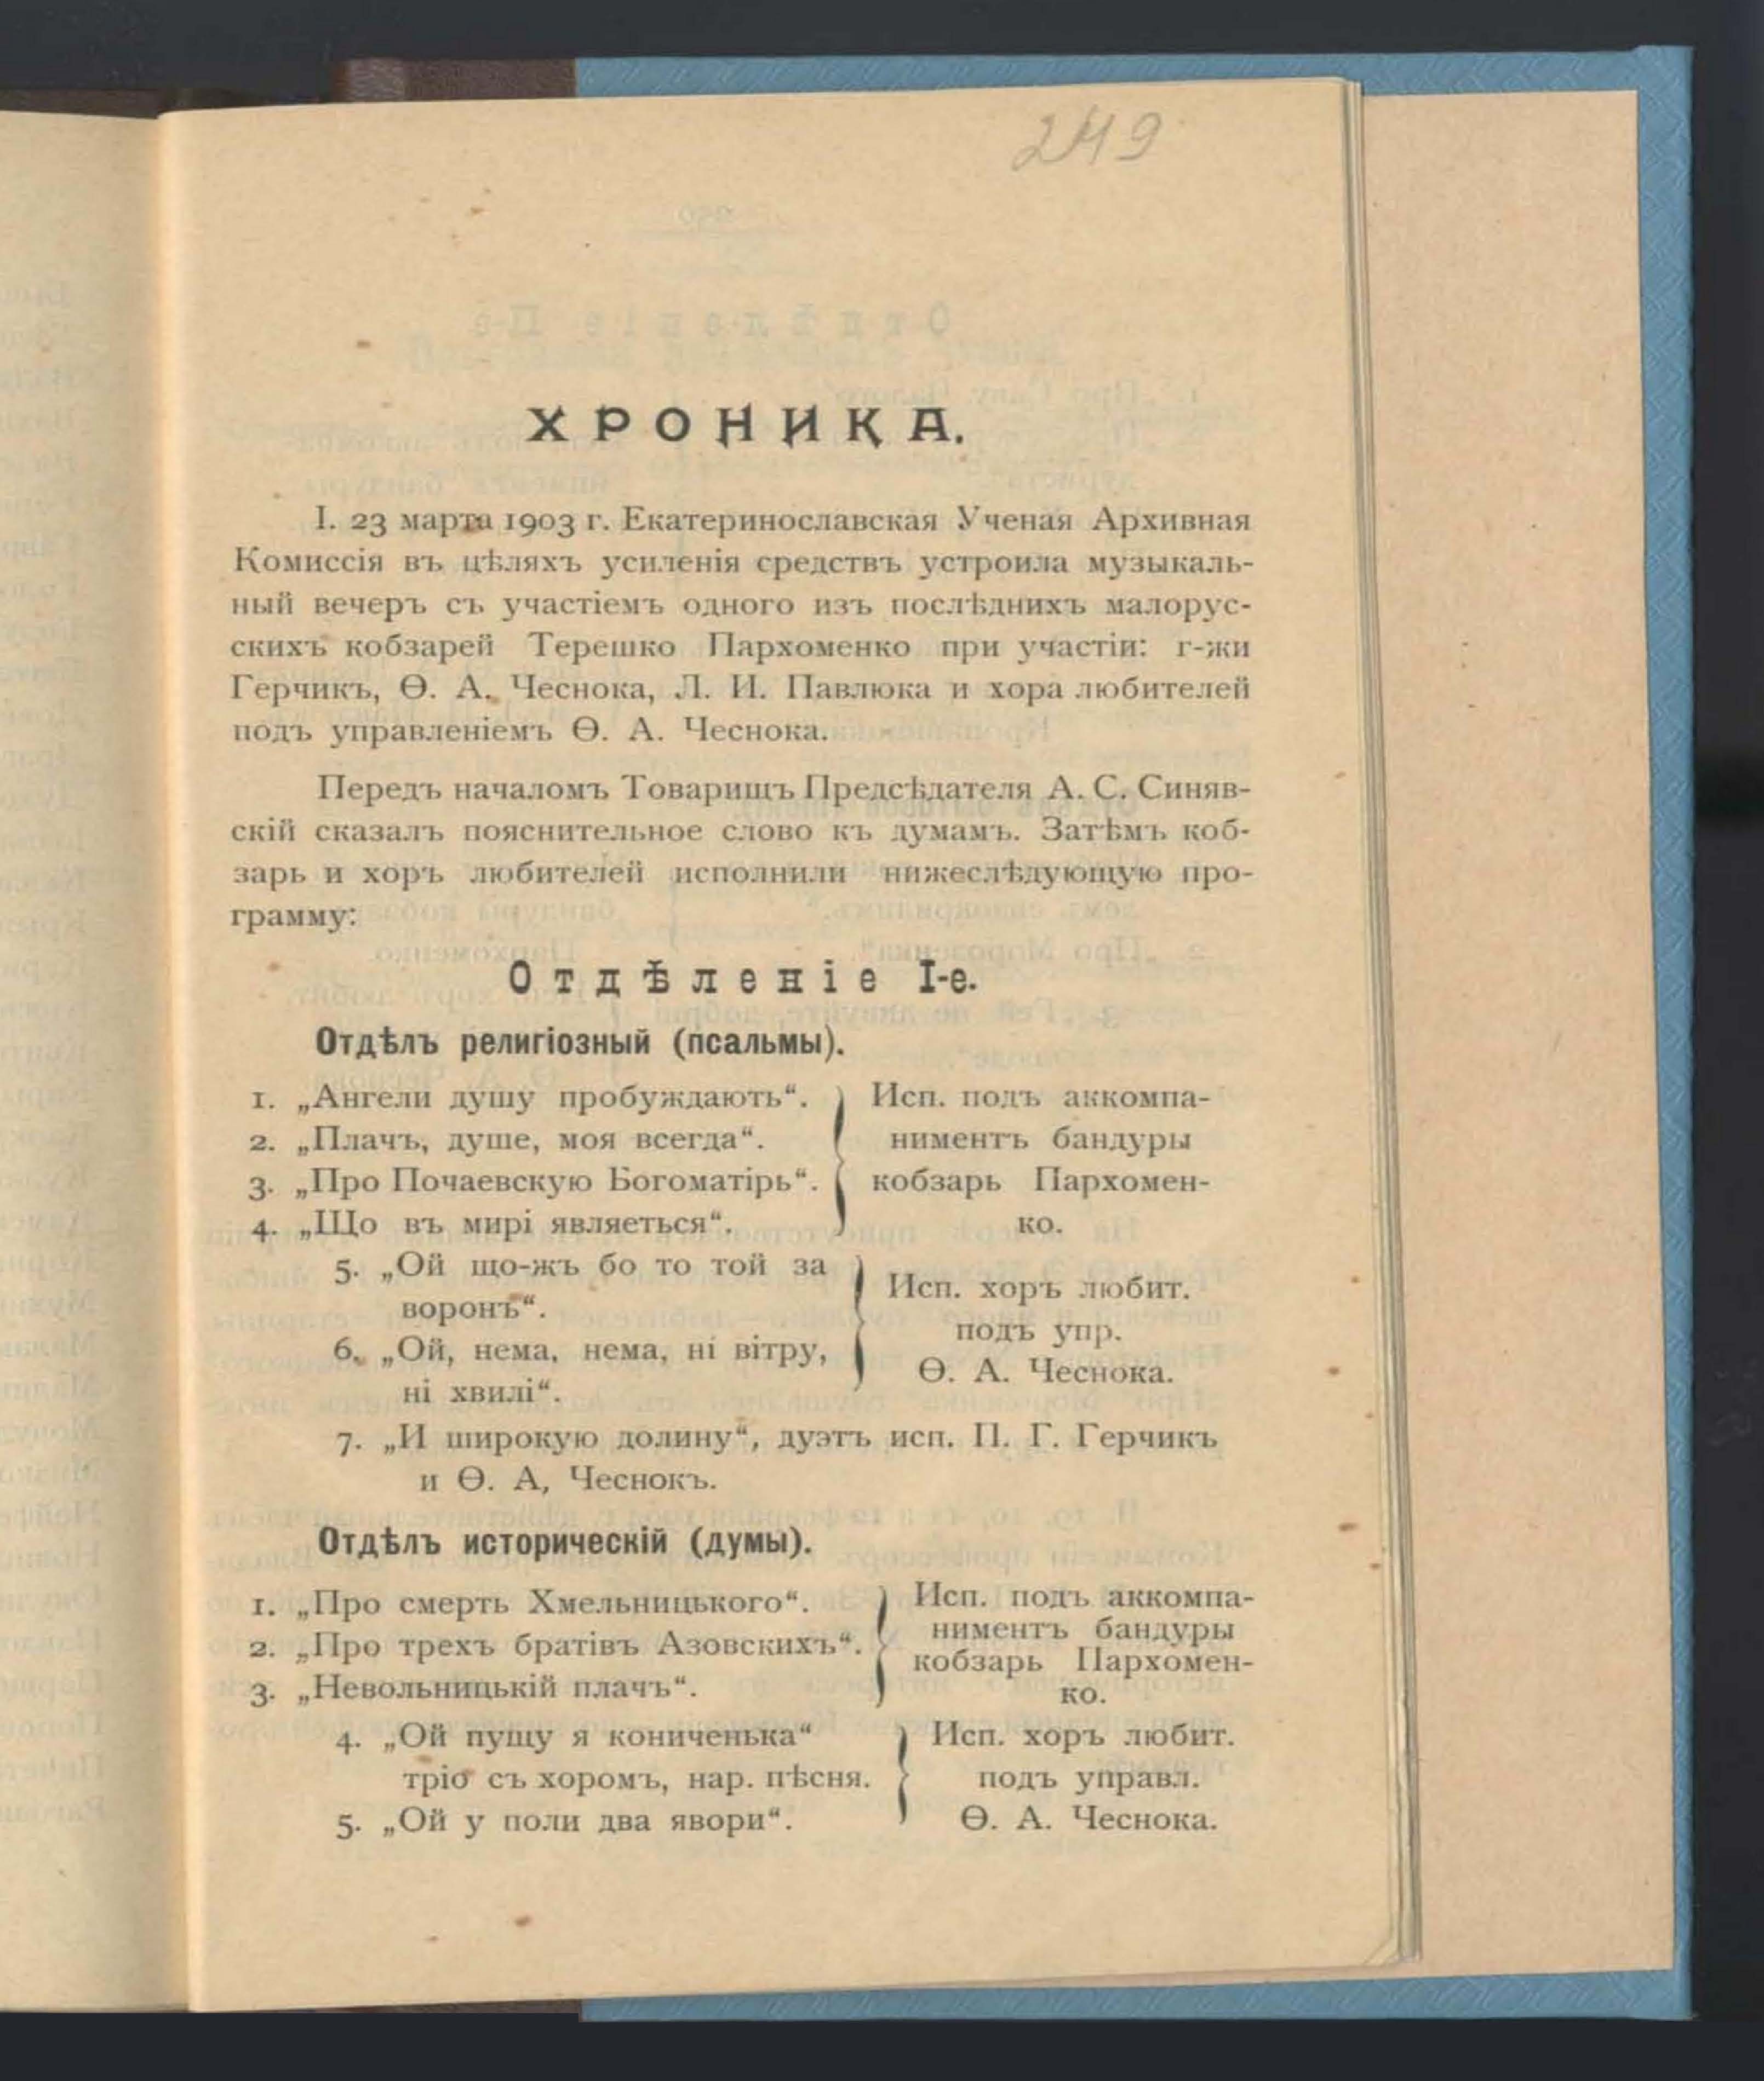 249
ХРОНИКА.
I. 23 марта 1903 г. Екатеринославская Ученая Архивная
Комиссія въ цѣляхъ усиленія средствъ устроила музыкаль-
ный вечеръ съ участіемъ одного изъ послѣднихъ малорус-
скихъ кобзарей Терешко Пархоменко при участіи: г-жи
Герчикъ, Ѳ. А. Чеснока, Л. И. Павлюка и хора любителей
подъ управленіемъ Ѳ. А. Чеснока.
Передъ началомъ Товарищъ Предсѣдателя А. С. Синяв-
скій сказалъ пояснительное слово къ думамъ. Затѣмъ коб-
зарь и хоръ любителей исполнили нижеслѣдующую про-
грамму:
Отдѣленіе I-е.
Отдѣлъ религіозный (псальмы).
1. „Ангели душу пробуждають“.
2. „Плачъ, душе, моя всегда“.
3. „Про Почаевскую Богоматірь“.
4. „Що въ мирі являеться“.
Исп. подъ аккомпа-
ниментъ бандуры
кобзарь Пархомен-
ко.
5. „Ой що-жъ бо то той за
воронъ“.
6. „Ой, нема, нема, ні вітру,
ні хвилі“.
Исп. хоръ любит.
подъ упр.
Ѳ. А. Чеснока.
7. „И широкую долину“, дуэтъ исп. П. Г. Герчикъ
и Ѳ. А, Чеснокъ.
Отдѣлъ историческій (думы).
1. „Про смерть Хмельницького“.
2. „Про трехъ братівъ Азовскихъ“.
3. „Невольницькій плачъ“.
Исп. подъ аккомпа-
ниментъ бандуры
кобзарь Пархомен-
ко.
4. „Ой пущу я кониченька“
тріо съ хоромъ, нар. пѣсня.
5. „Ой у поли два явори“.
Исп. хоръ любит.
подъ управл.
Ѳ. А. Чеснока.